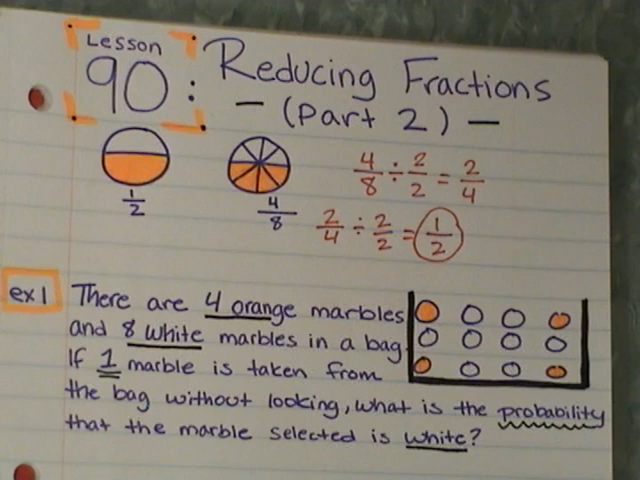 Lesson
90: Reducing Fractions
- (Part 2) -
4/8 ÷ 2/2 = 2/4
1/2
4/8
2/4 ÷ 2/2 = 1/2
ex1 There are 4 orange marbles
and 8 white marbles in a bag.
If 1 marble is taken from
the bag without looking, what is the probability
that the marble selected is white?